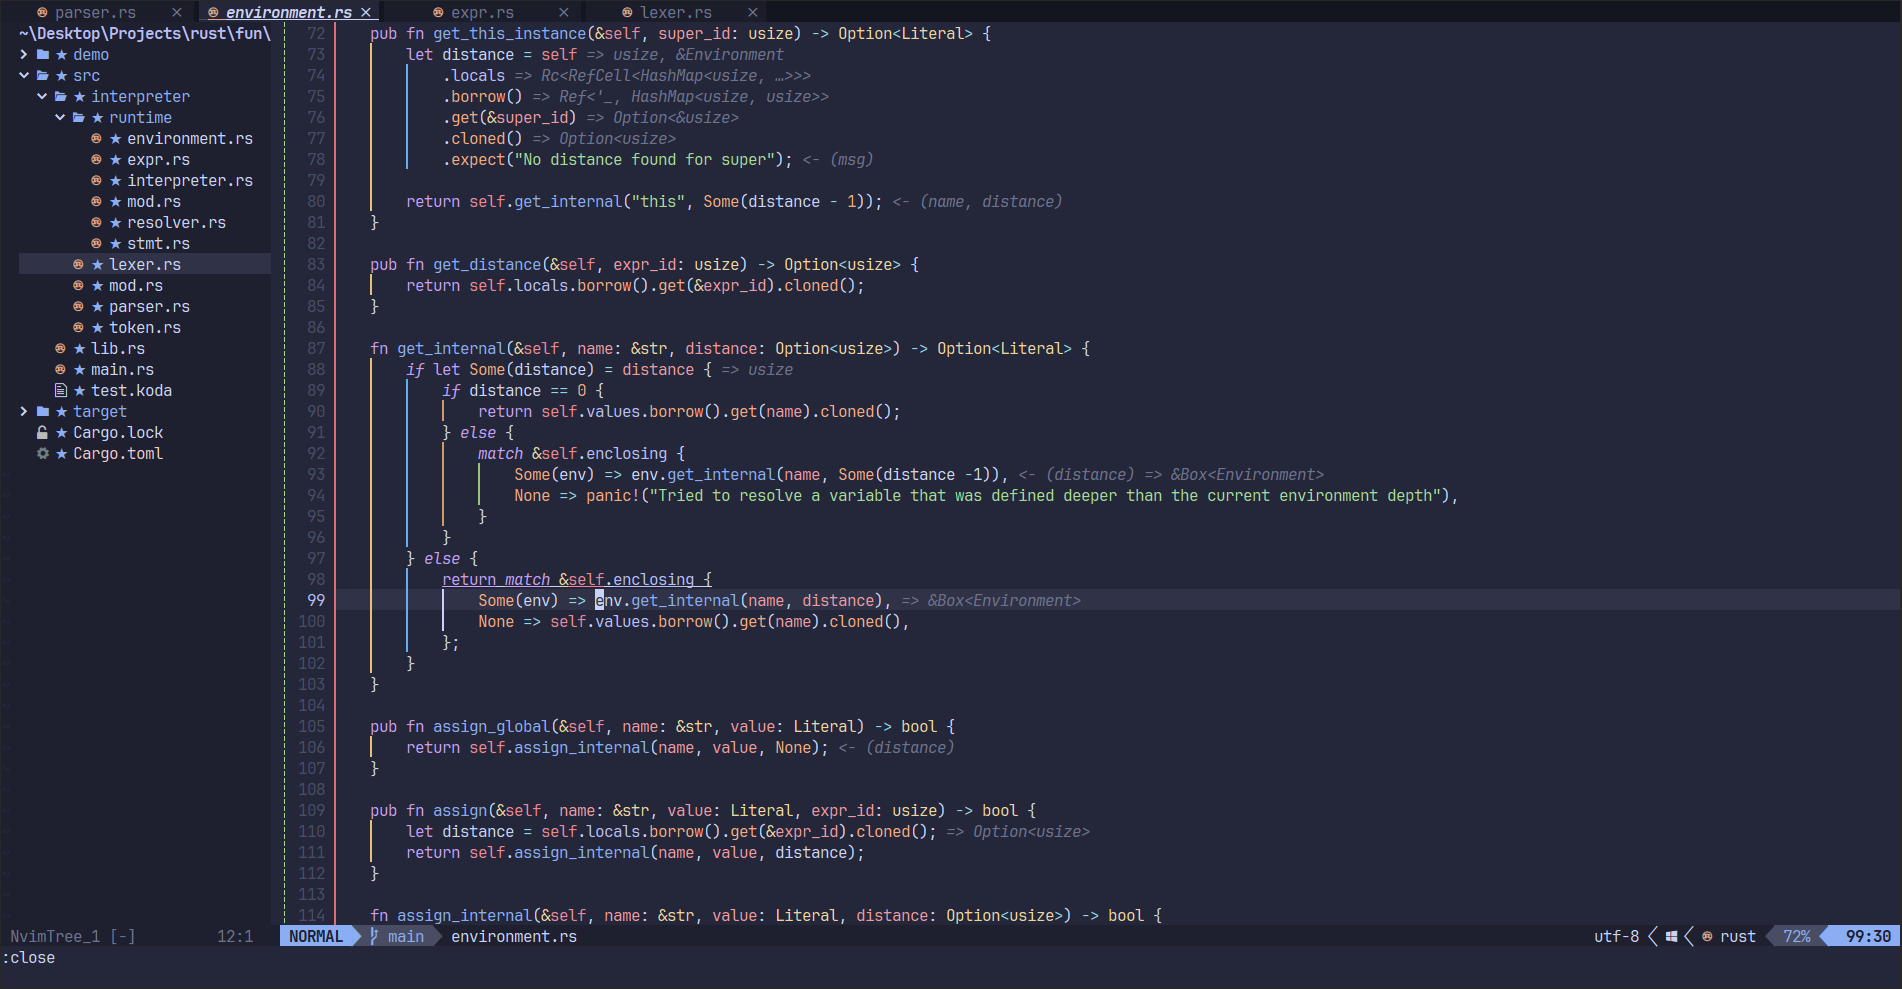 parser.rs environment.rs expr.rs lexer.rs
~\Desktop\Projects\rust\fun\
demo
src
interpreter
runtime
environment.rs
expr.rs
interpreter.rs
mod.rs
resolver.rs
stmt.rs
lexer.rs
mod.rs
parser.rs
token.rs
lib.rs
main.rs
test.koda
target
Cargo.lock
Cargo.toml
72 pub fn get_this_instance(&self, super_id: usize) -> Option<Literal> {
73 let distance = self => usize, &Environment
74 .locals => Rc<RefCell<HashMap<usize, …>>>
75 .borrow() => Ref<'_, HashMap<usize, usize>>
76 .get(&super_id) => Option<&usize>
77 .cloned() => Option<usize>
78 .expect("No distance found for super"); <- (msg)
79
80 return self.get_internal("this", Some(distance - 1)); <- (name, distance)
81 }
82
83 pub fn get_distance(&self, expr_id: usize) -> Option<usize> {
84 return self.locals.borrow().get(&expr_id).cloned();
85 }
86
87 fn get_internal(&self, name: &str, distance: Option<usize>) -> Option<Literal> {
88 if let Some(distance) = distance { => usize
89 if distance == 0 {
90 return self.values.borrow().get(name).cloned();
91 } else {
92 match &self.enclosing {
93 Some(env) => env.get_internal(name, Some(distance -1)), <- (distance) => &Box<Environment>
94 None => panic!("Tried to resolve a variable that was defined deeper than the current environment depth"),
95 }
96 }
97 } else {
98 return match &self.enclosing {
99 Some(env) => env.get_internal(name, distance), => &Box<Environment>
100 None => self.values.borrow().get(name).cloned(),
101 };
102 }
103 }
104
105 pub fn assign_global(&self, name: &str, value: Literal) -> bool {
106 return self.assign_internal(name, value, None); <- (distance)
107 }
108
109 pub fn assign(&self, name: &str, value: Literal, expr_id: usize) -> bool {
110 let distance = self.locals.borrow().get(&expr_id).cloned(); => Option<usize>
111 return self.assign_internal(name, value, distance);
112 }
113
114 fn assign_internal(&self, name: &str, value: Literal, distance: Option<usize>) -> bool {
NvimTree_1 [-] 12:1 NORMAL main environment.rs utf-8 rust 72% 99:30
:close